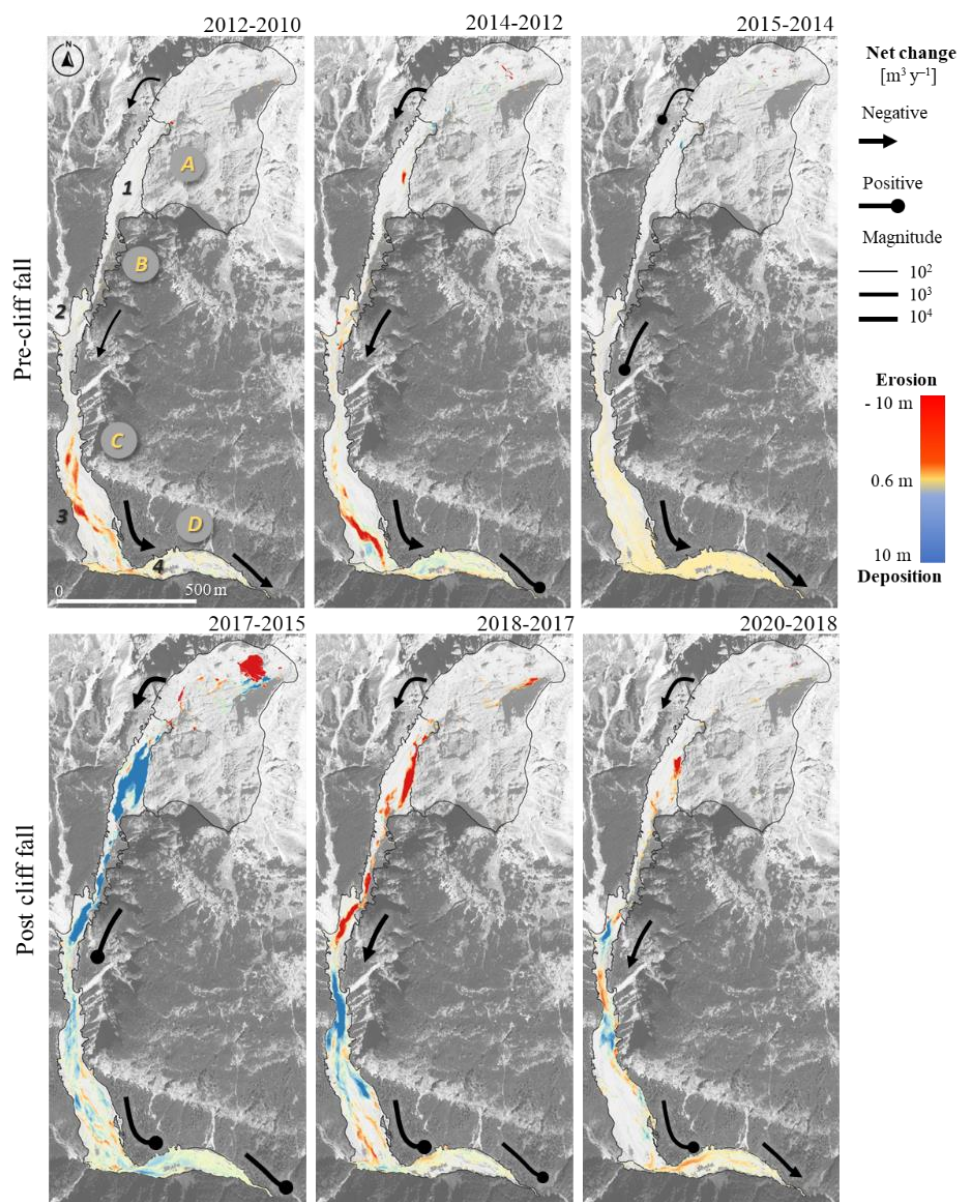 2012-2010
2014-2012
2015-2014
Pre-cliff fall
N
A
1
B
2
C
3
D
4
0
500 m
Net change
[m³ y⁻¹]
Negative
Positive
Magnitude
10²
10³
10⁴
Erosion
- 10 m
0.6 m
10 m
Deposition
2017-2015
2018-2017
2020-2018
Post cliff fall